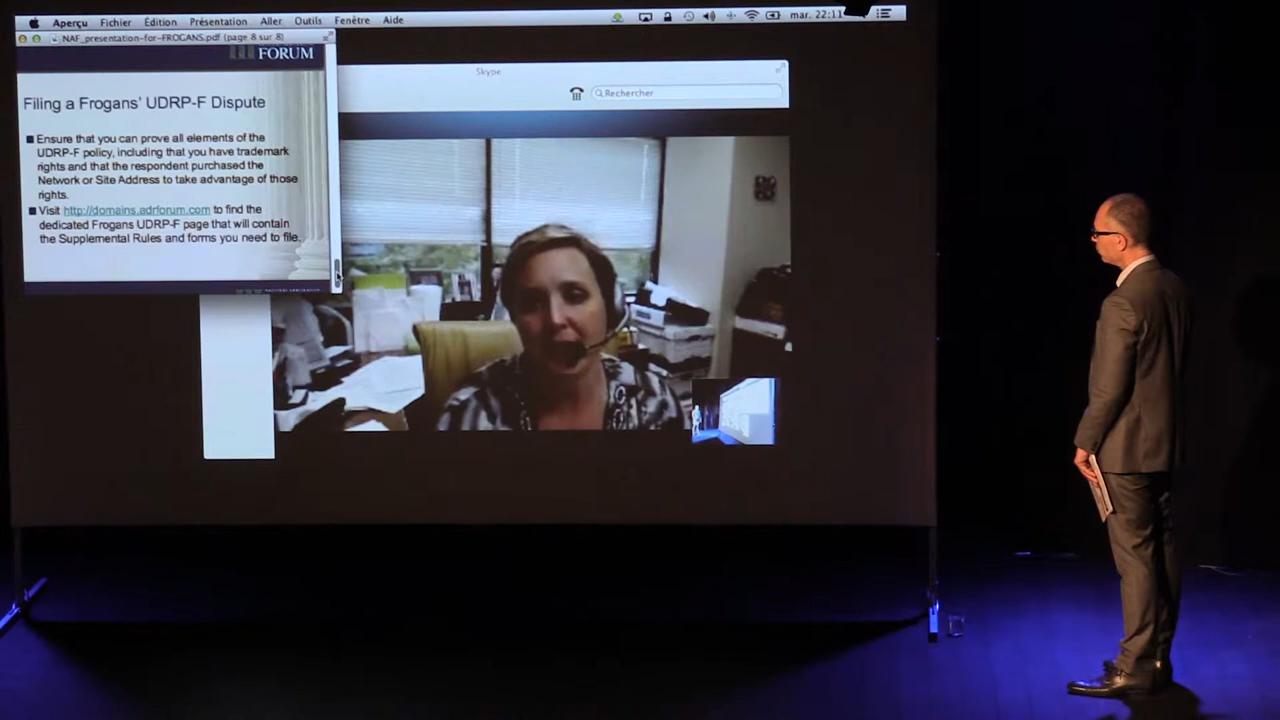 Aperçu Fichier Édition Présentation Aller Outils Fenêtre Aide mar. 22:11
NAF_presentation-for-FROGANS.pdf (page 8 sur 8)
FORUM
Skype
Rechercher
Filing a Frogans' UDRP-F Dispute
Ensure that you can prove all elements of the
UDRP-F policy, including that you have trademark
rights and that the respondent purchased the
Network or Site Address to take advantage of those
rights.
Visit http://domains.adrforum.com to find the
dedicated Frogans UDRP-F page that will contain
the Supplemental Rules and forms you need to file.